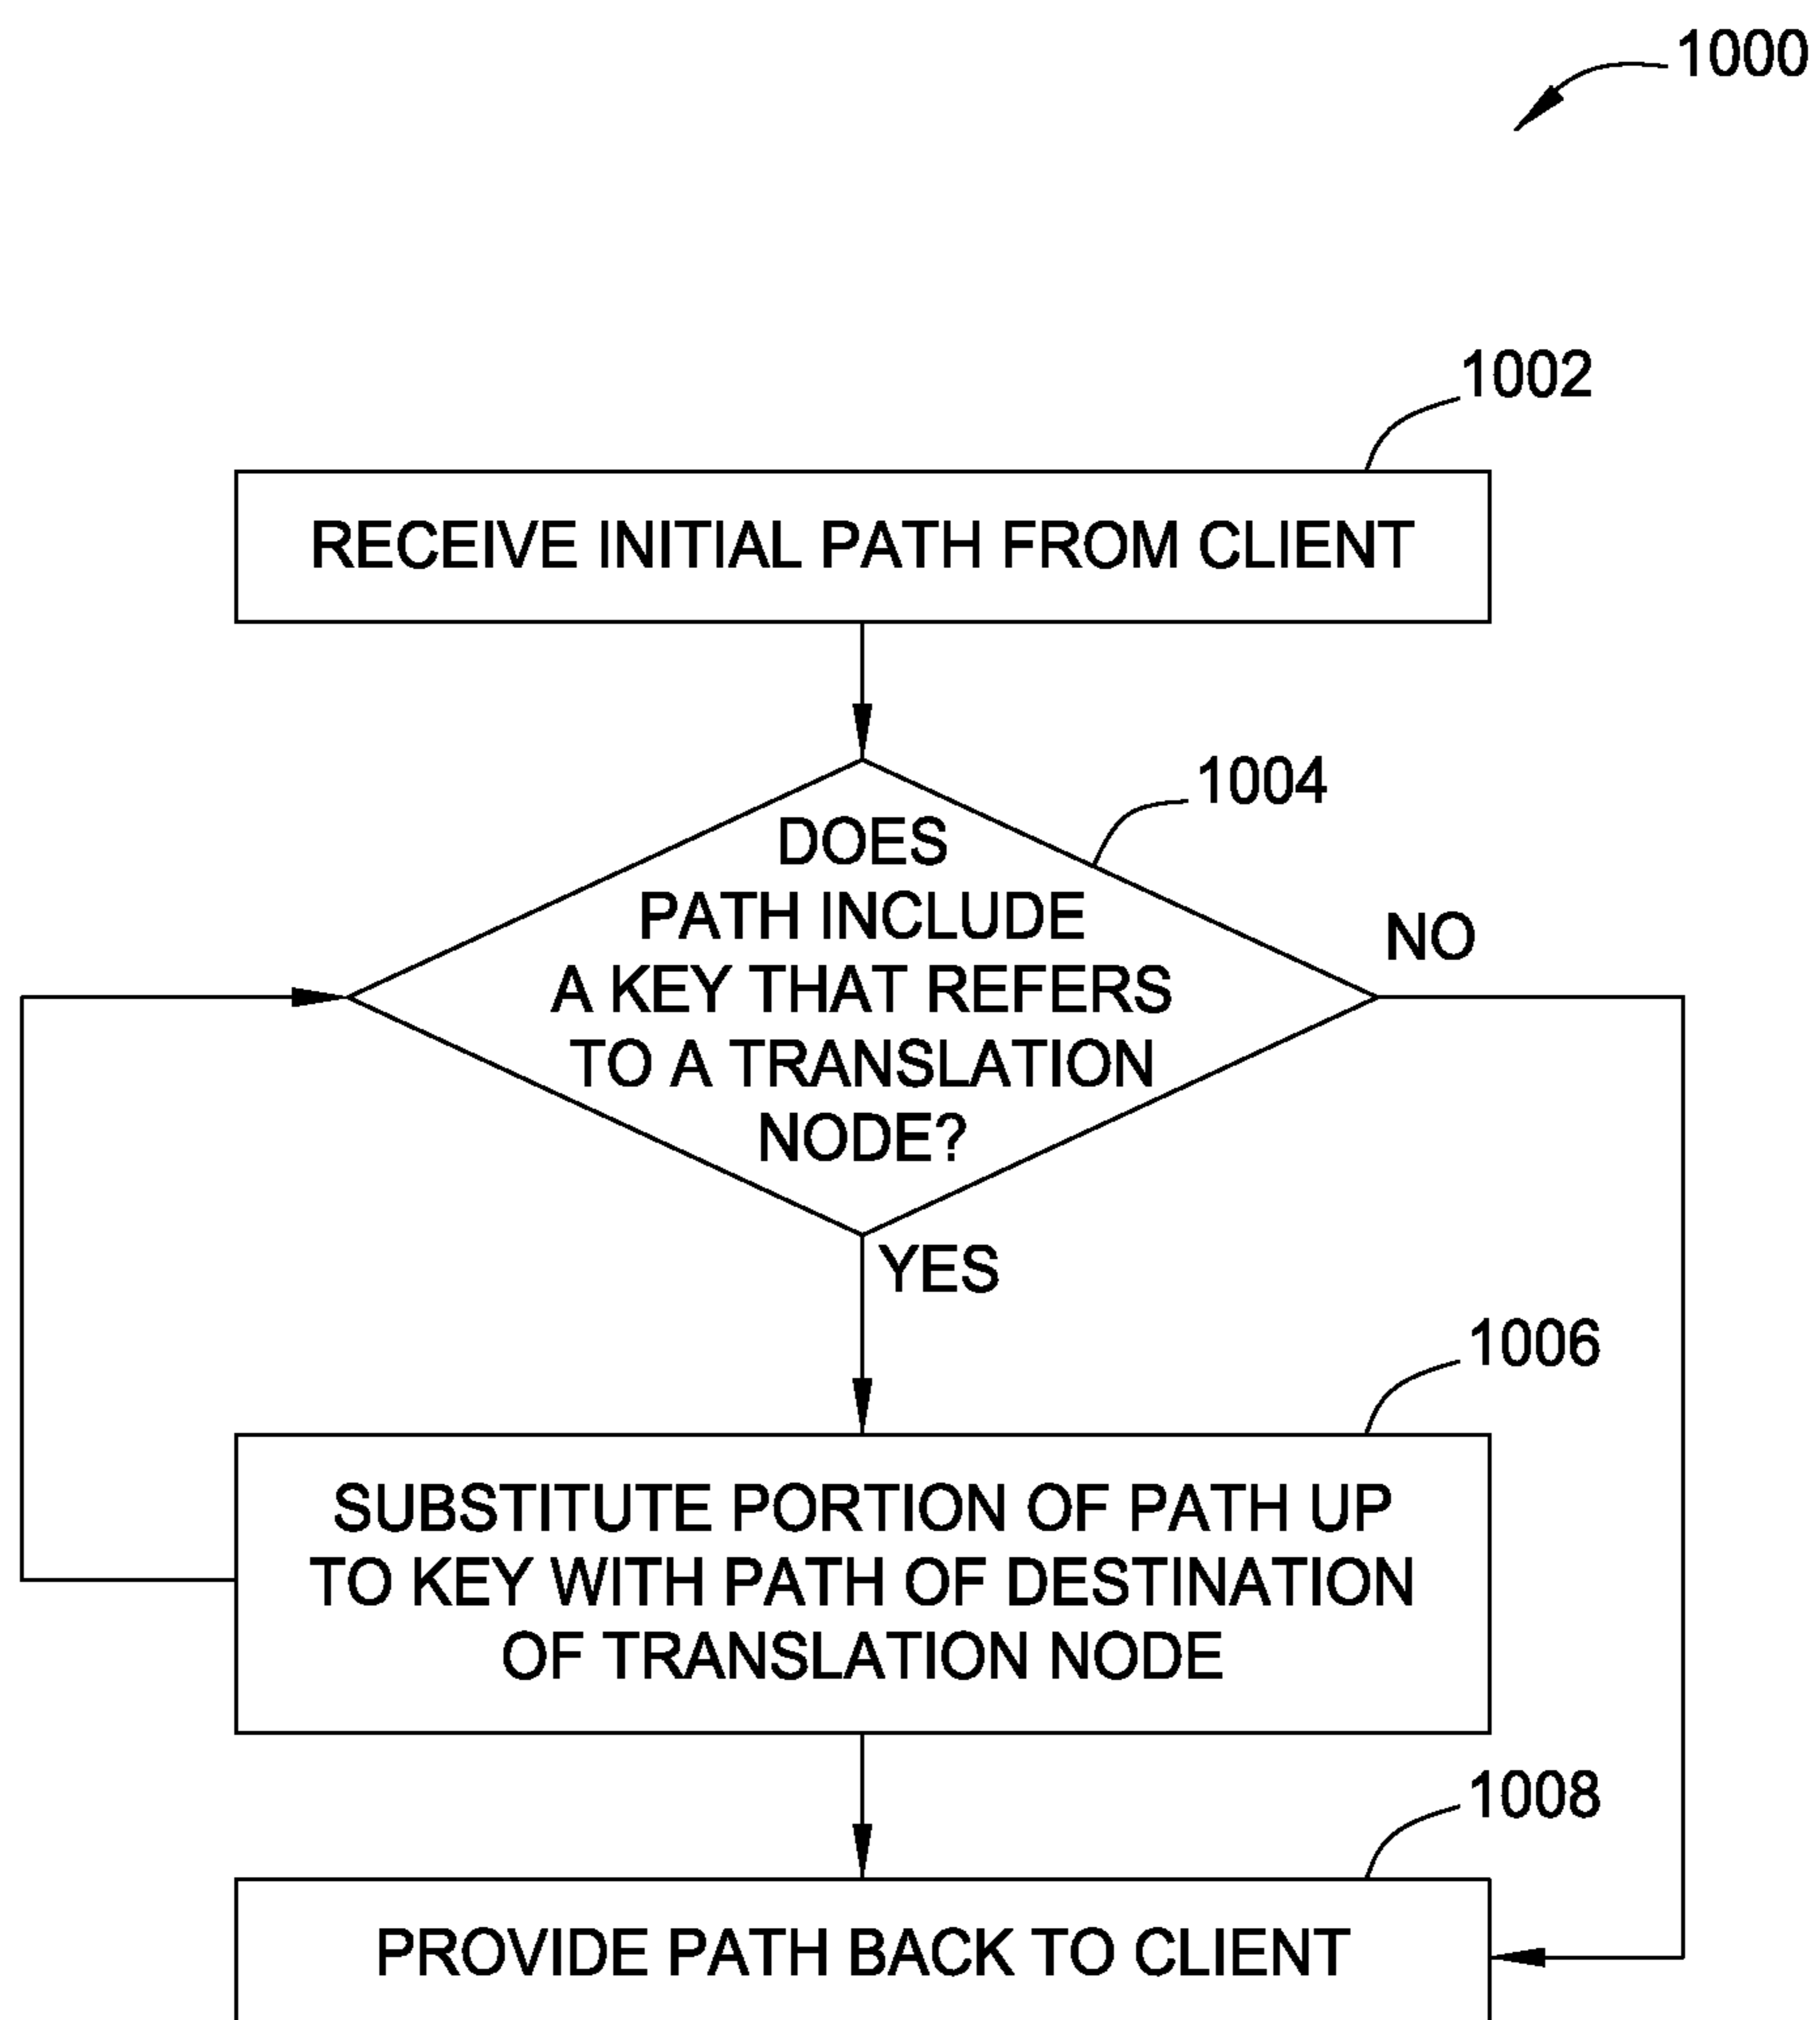 1000
1002
RECEIVE INITIAL PATH FROM CLIENT
1004
DOES
PATH INCLUDE
A KEY THAT REFERS
TO A TRANSLATION
NODE?
NO
YES
1006
SUBSTITUTE PORTION OF PATH UP
TO KEY WITH PATH OF DESTINATION
OF TRANSLATION NODE
1008
PROVIDE PATH BACK TO CLIENT